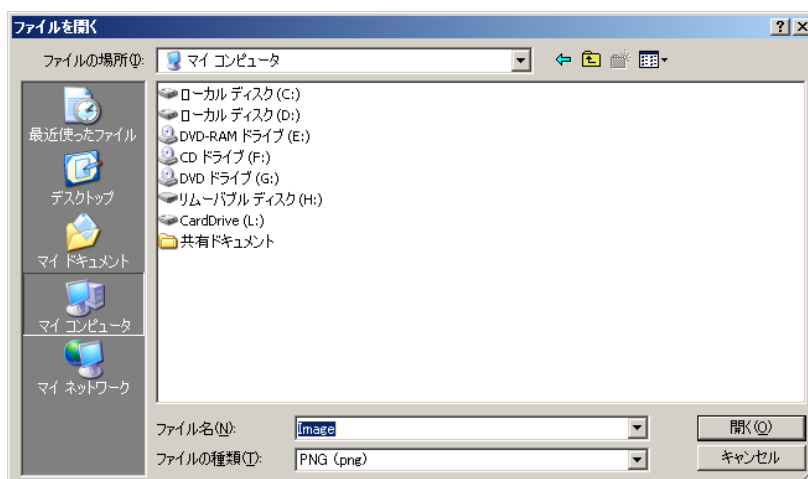 ファイルを開く
ファイルの場所(I):
マイ コンピュータ
最近使ったファイル
デスクトップ
マイ ドキュメント
マイ コンピュータ
マイ ネットワーク
ローカル ディスク (C:)
ローカル ディスク (D:)
DVD-RAM ドライブ (E:)
CD ドライブ (F:)
DVD ドライブ (G:)
リムーバブル ディスク (H:)
CardDrive (L:)
共有ドキュメント
ファイル名(N):
Image
開く(O)
ファイルの種類(T):
PNG (png)
キャンセル